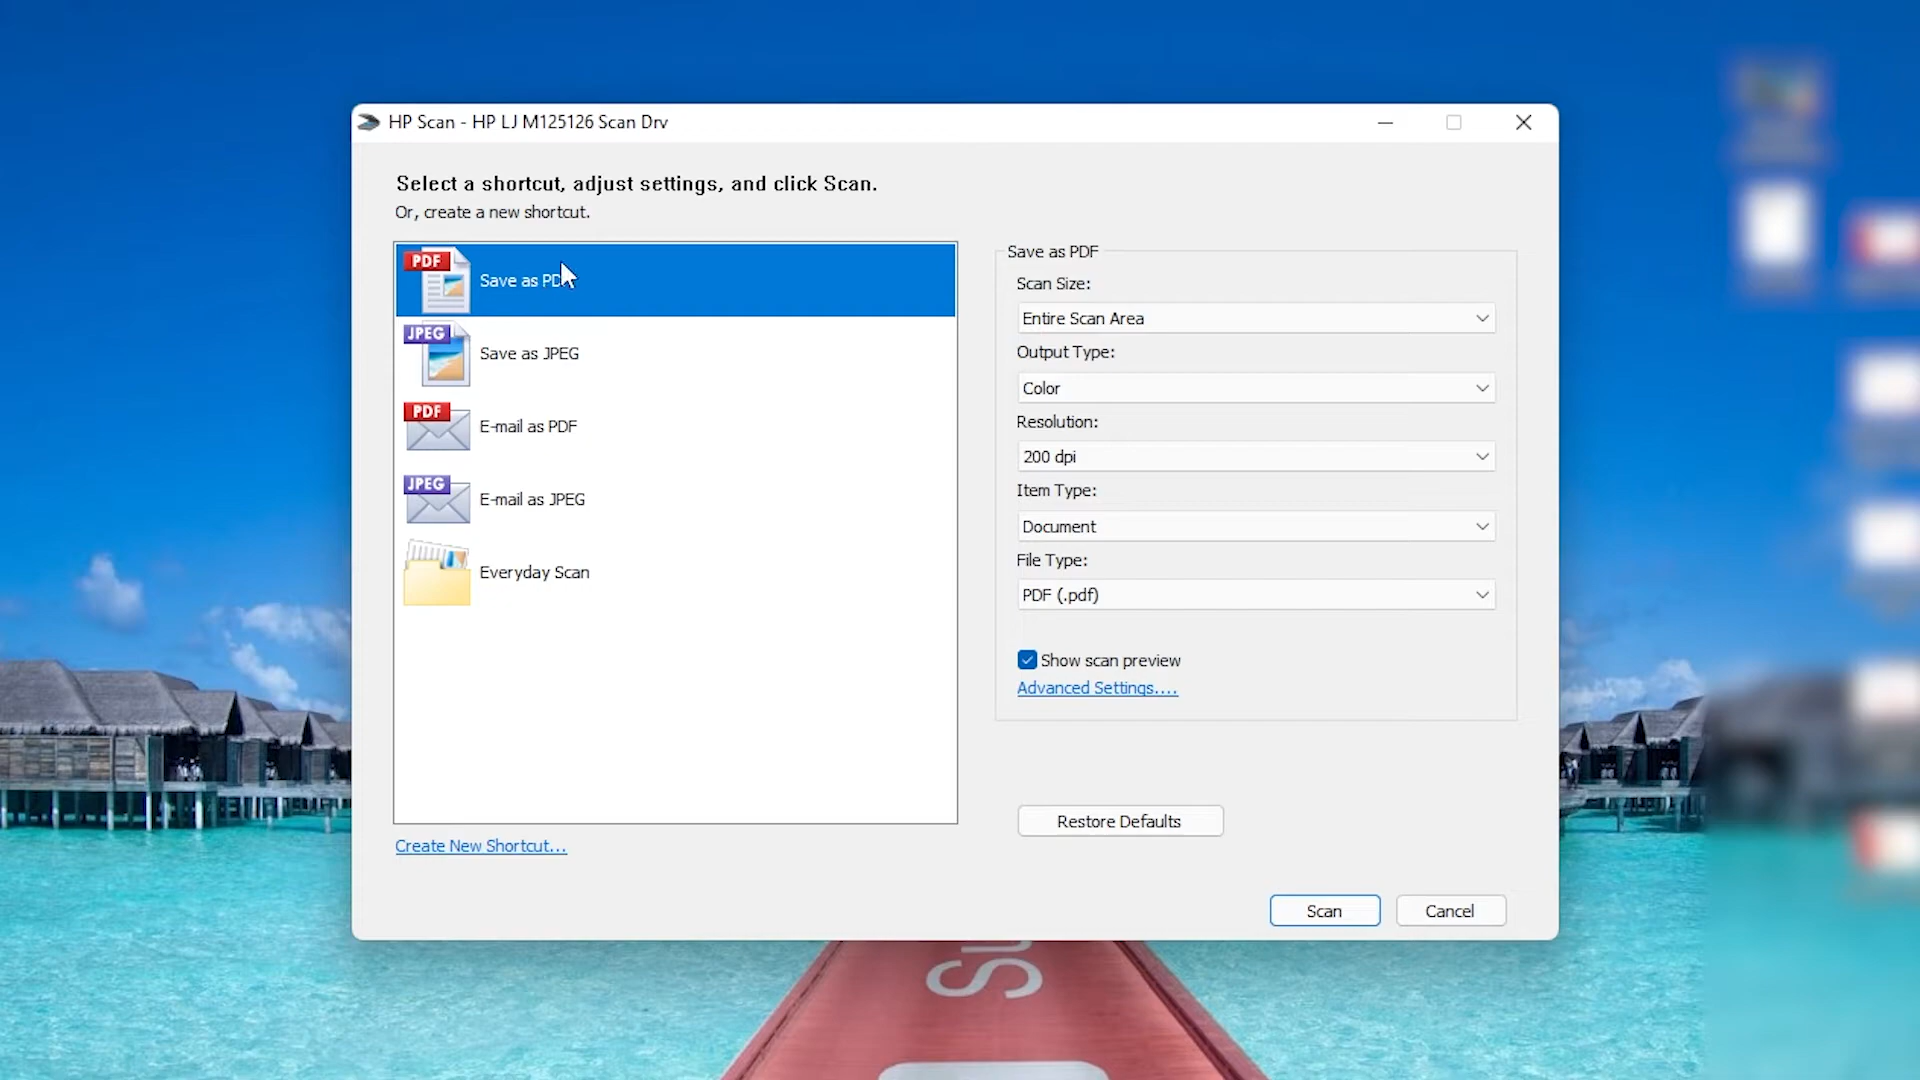 HP Scan - HP LJ M125126 Scan Drv
Select a shortcut, adjust settings, and click Scan.
Or, create a new shortcut.
PDF
Save as PDF
JPEG
Save as JPEG
PDF
E-mail as PDF
JPEG
E-mail as JPEG
Everyday Scan
Create New Shortcut...
Save as PDF
Scan Size:
Entire Scan Area
Output Type:
Color
Resolution:
200 dpi
Item Type:
Document
File Type:
PDF (.pdf)
Show scan preview
Advanced Settings....
Restore Defaults
Scan
Cancel